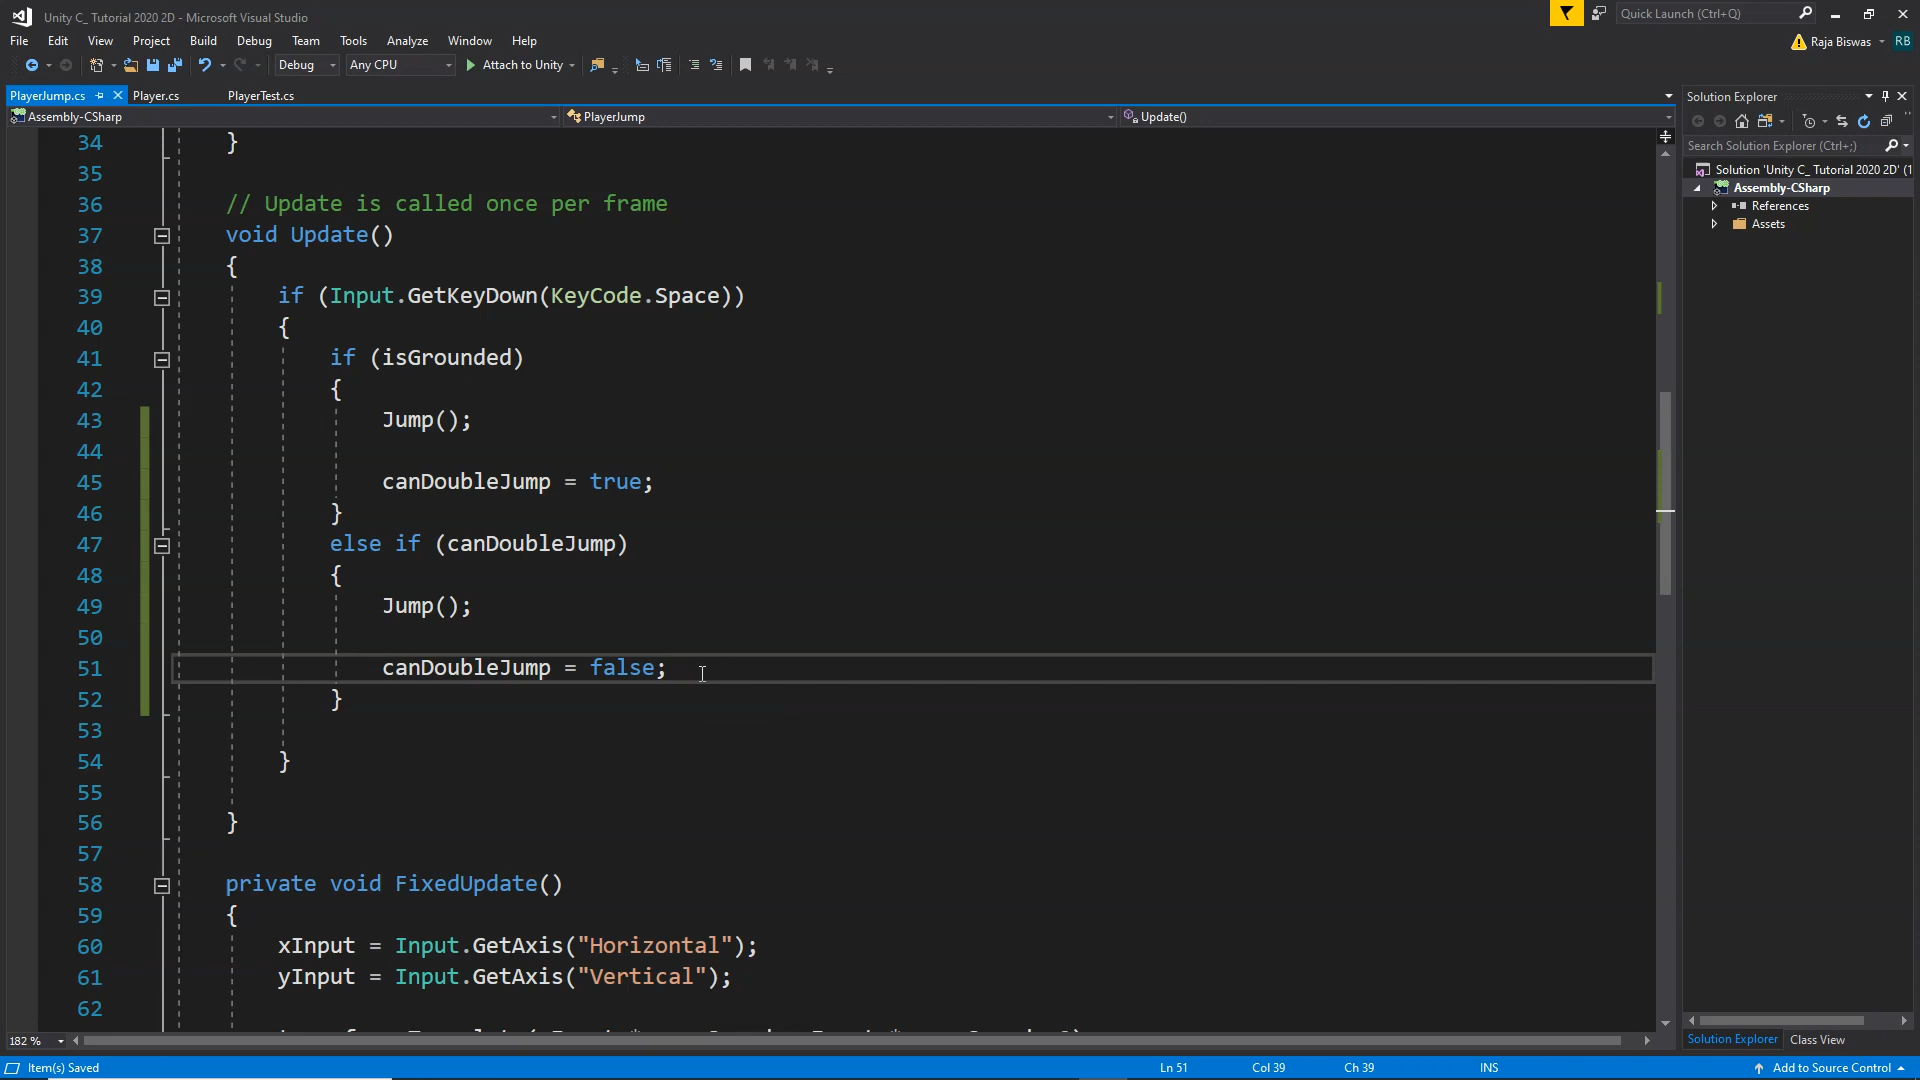 Unity C_ Tutorial 2020 2D - Microsoft Visual Studio
Quick Launch (Ctrl+Q)
File Edit View Project Build Debug Team Tools Analyze Window Help
Raja Biswas RB
Debug Any CPU Attach to Unity
PlayerJump.cs Player.cs PlayerTest.cs
Solution Explorer
Assembly-CSharp PlayerJump Update()
Search Solution Explorer (Ctrl+;)
Solution 'Unity C_ Tutorial 2020 2D' (1
Assembly-CSharp
References
Assets
34 }
35
36 // Update is called once per frame
37 void Update()
38 {
39 if (Input.GetKeyDown(KeyCode.Space))
40 {
41 if (isGrounded)
42 {
43 Jump();
44
45 canDoubleJump = true;
46 }
47 else if (canDoubleJump)
48 {
49 Jump();
50
51 canDoubleJump = false;
52 }
53
54 }
55
56 }
57
58 private void FixedUpdate()
59 {
60 xInput = Input.GetAxis("Horizontal");
61 yInput = Input.GetAxis("Vertical");
62
182 %
Solution Explorer Class View
Item(s) Saved Ln 51 Col 39 Ch 39 INS Add to Source Control